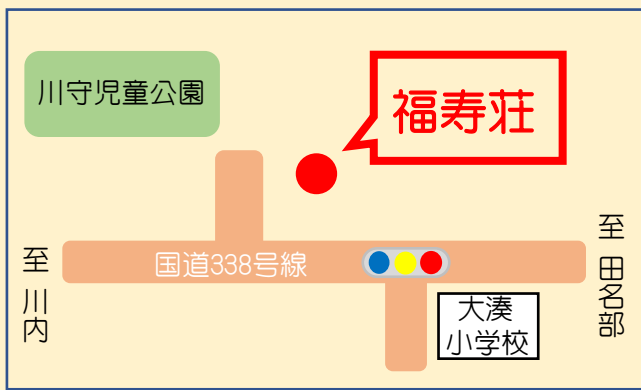 川守児童公園
福寿荘
国道338号線
至 川内
至 田名部
大湊
小学校